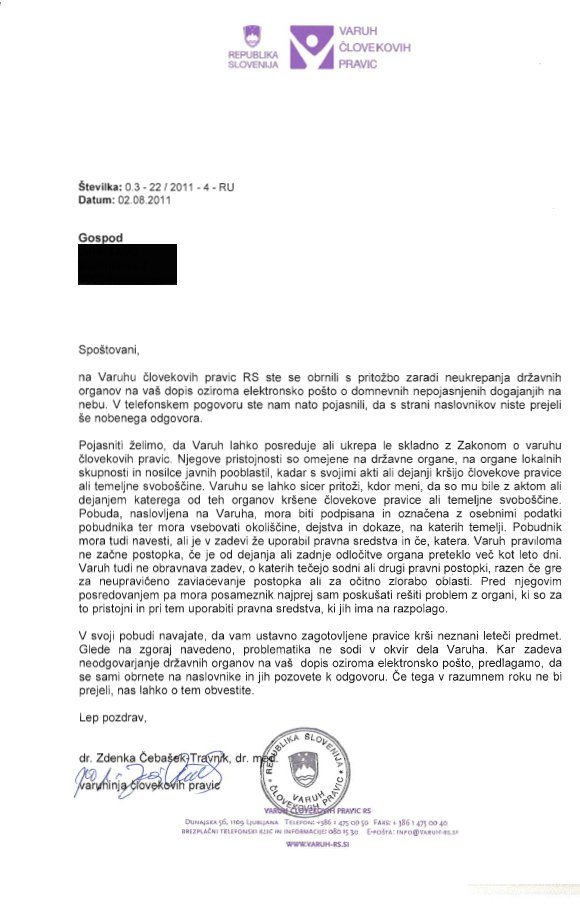 REPUBLIKA
SLOVENIJA
VARUH
ČLOVEKOVIH
PRAVIC
Številka: 0.3 - 22 / 2011 - 4 - RU
Datum: 02.08.2011
Gospod
Spoštovani,
na Varuhu človekovih pravic RS ste se obrnili s pritožbo zaradi neukrepanja državnih
organov na vaš dopis oziroma elektronsko pošto o domnevnih nepojasnjenih dogajanjih na
nebu. V telefonskem pogovoru ste nam nato pojasnili, da s strani naslovnikov niste prejeli
še nobenega odgovora.
Pojasniti želimo, da Varuh lahko posreduje ali ukrepa le skladno z Zakonom o varuhu
človekovih pravic. Njegove pristojnosti so omejene na državne organe, na organe lokalnih
skupnosti in nosilce javnih pooblastil, kadar s svojimi akti ali dejanji kršijo človekove pravice
ali temeljne svoboščine. Varuhu se lahko sicer pritoži, kdor meni, da so mu bile z aktom ali
dejanjem katerega od teh organov kršene človekove pravice ali temeljne svoboščine.
Pobuda, naslovljena na Varuha, mora biti podpisana in označena z osebnimi podatki
pobudnika ter mora vsebovati okoliščine, dejstva in dokaze, na katerih temelji. Pobudnik
mora tudi navesti, ali je v zadevi že uporabil pravna sredstva in če, katera. Varuh praviloma
ne začne postopka, če je od dejanja ali zadnje odločitve organa preteklo več kot leto dni.
Varuh tudi ne obravnava zadev, o katerih tečejo sodni ali drugi pravni postopki, razen če gre
za neupravičeno zavlacevanje postopka ali za očitno zlorabo oblasti. Pred njegovim
posredovanjem pa mora posameznik najprej sam poskušati rešiti problem z organi, ki so za
to pristojni in pri tem uporabiti pravna sredstva, ki jih ima na razpolago.
V svoji pobudi navajate, da vam ustavno zagotovljene pravice krši neznani leteči predmet.
Glede na zgoraj navedeno, problematika ne sodi v okvir dela Varuha. Kar zadeva
neodgovarjanje državnih organov na vaš dopis oziroma elektronsko pošto, predlagamo, da
se sami obrnete na naslovnike in jih pozovete k odgovoru. Če tega v razumnem roku ne bi
prejeli, nas lahko o tem obvestite.
Lep pozdrav,
dr. Zdenka Čebašek-Travnik, dr. med.
varuhinja človekovih pravic
REPUBLIKA SLOVENIJA
VARUH
ČLOVEKOVIH PRAVIC
VARUH ČLOVEKOVIH PRAVIC RS
DUNAJSKA 56, 1109 LJUBLJANA TELEFON: +386 1 475 00 50 FAKS: + 386 1 475 00 40
BREZPLAČNI TELEFONSKI KLIC IN INFORMACIJE: 080 15 30 E-POŠTA: INFO@VARUH-RS.SI
WWW.VARUH-RS.SI